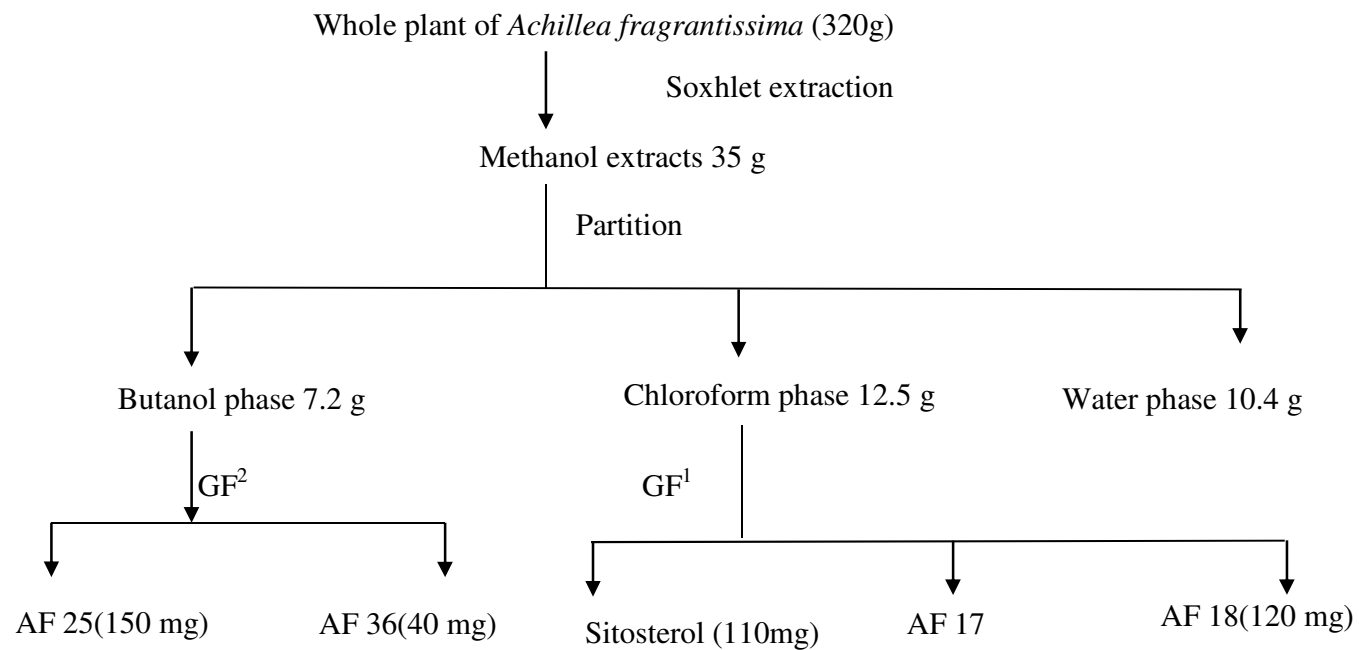 Whole plant of Achillea fragrantissima (320g)
Soxhlet extraction
Methanol extracts 35 g
Partition
Butanol phase 7.2 g
Chloroform phase 12.5 g
Water phase 10.4 g
GF²
GF¹
AF 25(150 mg)
AF 36(40 mg)
Sitosterol (110mg)
AF 17
AF 18(120 mg)